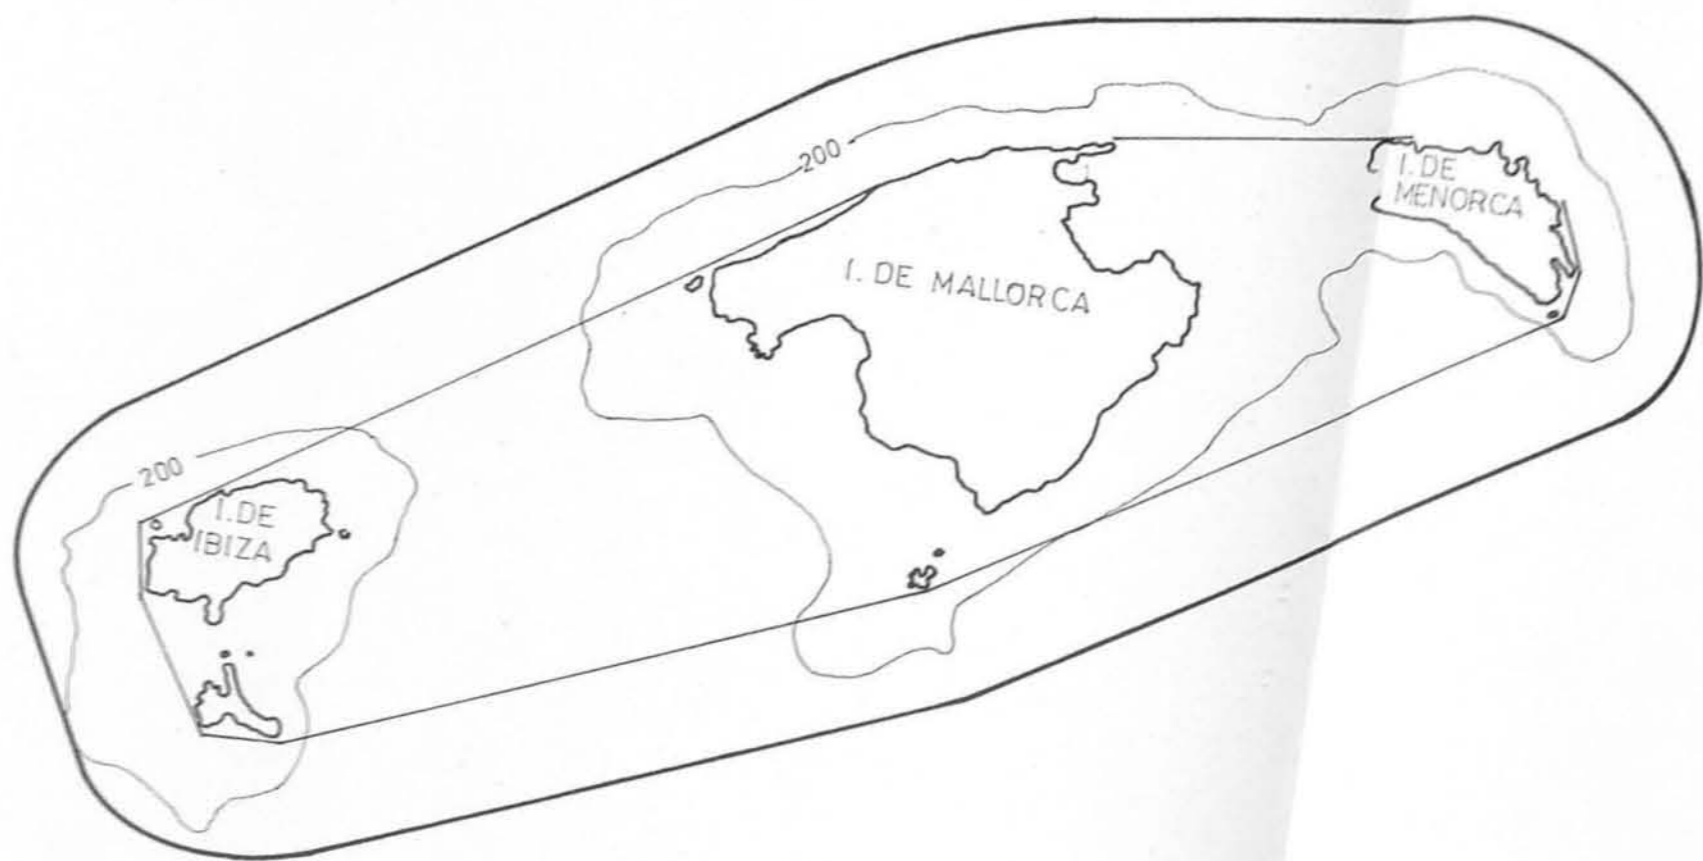 200
I. DE
MENORCA
I. DE MALLORCA
200
I. DE
IBIZA